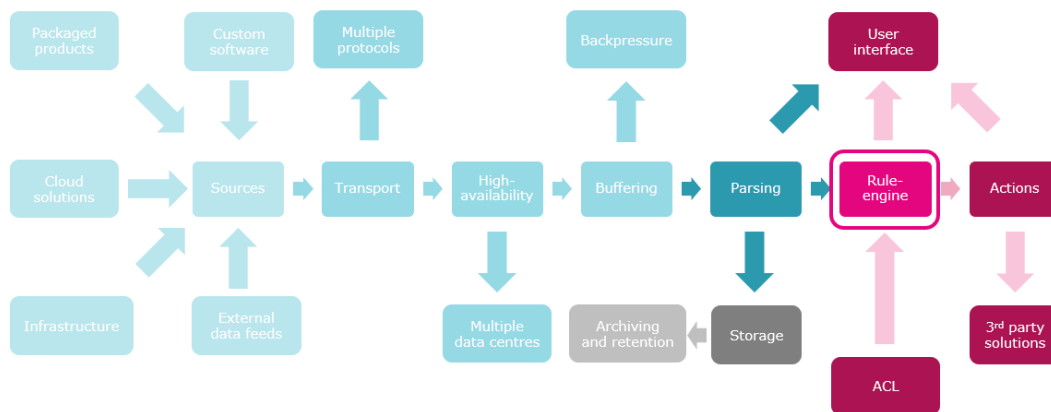 Packaged
products
Custom
software
Multiple
protocols
Backpressure
User
interface
Cloud
solutions
Sources
Transport
High-
availability
Buffering
Parsing
Rule-
engine
Actions
Infrastructure
External
data feeds
Multiple
data centres
Archiving
and retention
Storage
3rd party
solutions
ACL